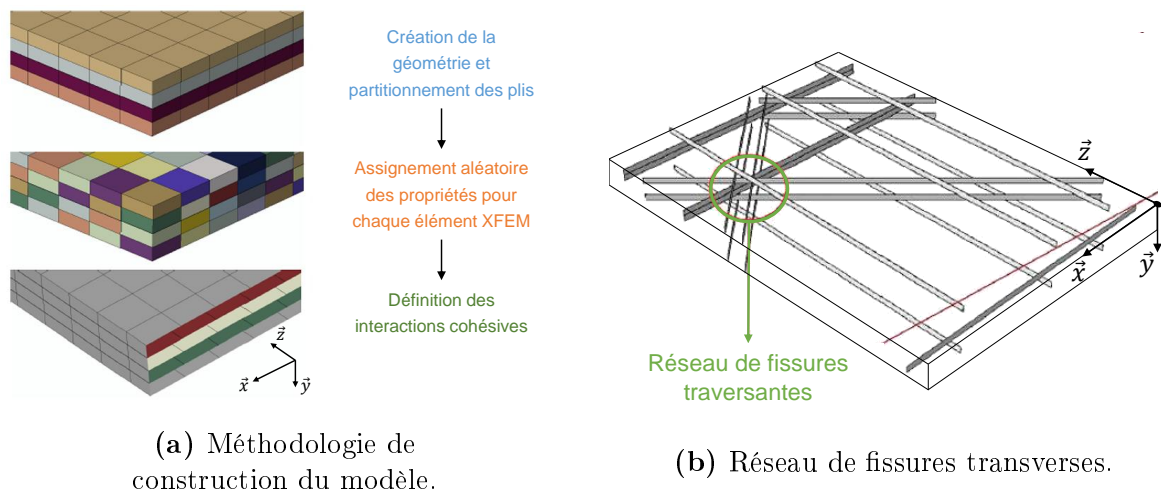 Création de la
géométrie et
partitionnement des plis
Assignement aléatoire
des propriétés pour
chaque élément XFEM
Définition des
interactions cohésives
z⃗
x⃗
y⃗
(a) Méthodologie de
construction du modèle.
z⃗
x⃗
y⃗
Réseau de fissures
traversantes
(b) Réseau de fissures transverses.